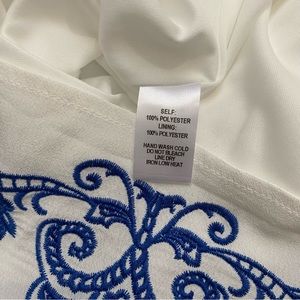 SELF:
100% POLYESTER
LINING:
100% POLYESTER
HAND WASH COLD
DO NOT BLEACH
LINE DRY
IRON LOW HEAT